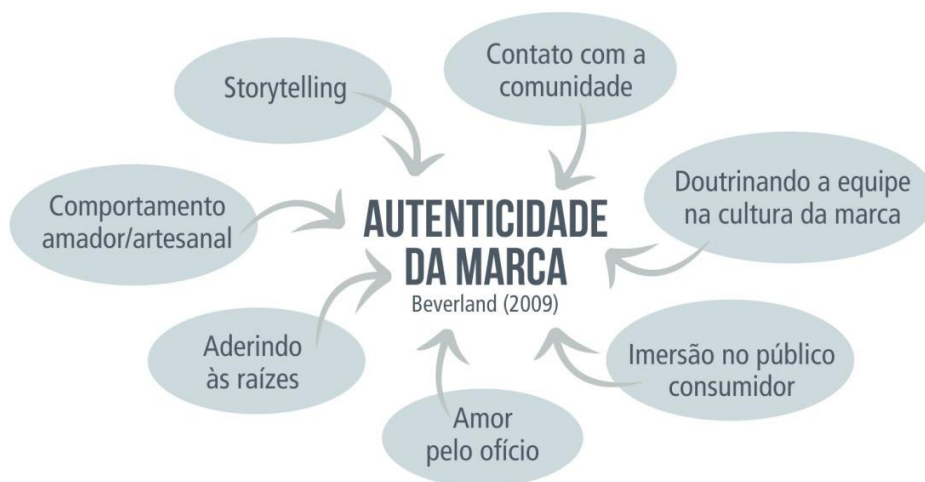 Storytelling
Contato com a
comunidade
Comportamento
amador/artesanal
AUTENTICIDADE
DA MARCA
Beverland (2009)
Doutrinando a equipe
na cultura da marca
Aderindo
às raízes
Amor
pelo ofício
Imersão no público
consumidor